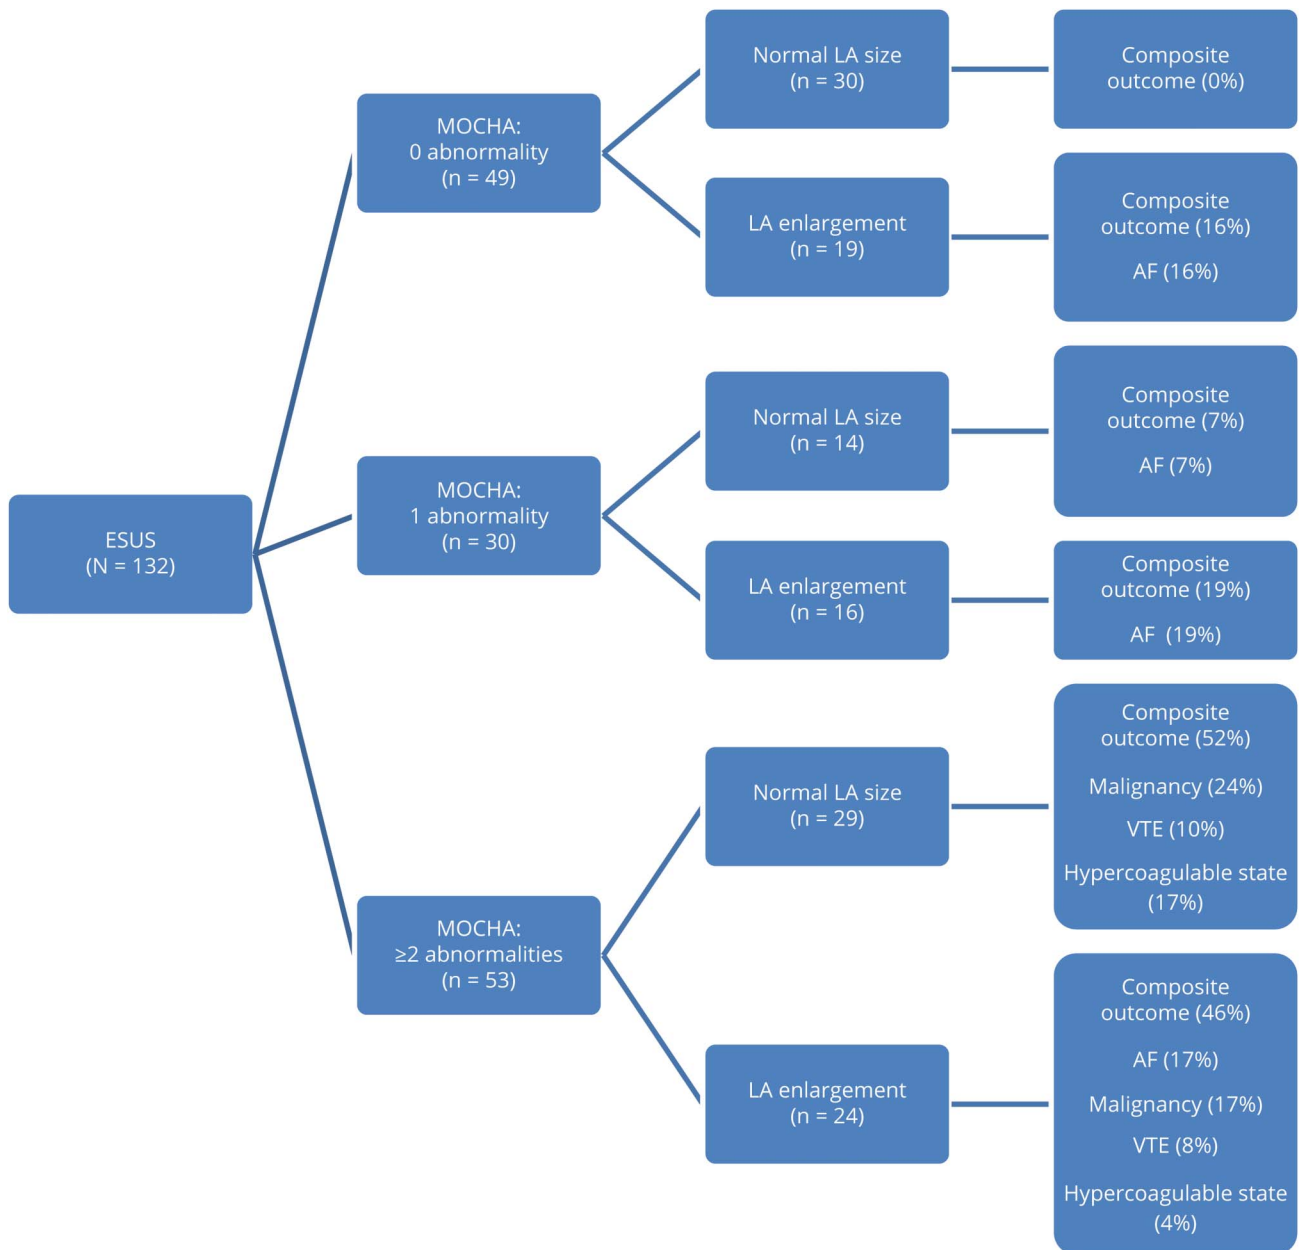 ESUS
(N = 132)
MOCHA:
0 abnormality
(n = 49)
Normal LA size
(n = 30)
Composite
outcome (0%)
LA enlargement
(n = 19)
Composite
outcome (16%)
AF (16%)
MOCHA:
1 abnormality
(n = 30)
Normal LA size
(n = 14)
Composite
outcome (7%)
AF (7%)
LA enlargement
(n = 16)
Composite
outcome (19%)
AF (19%)
MOCHA:
≥2 abnormalities
(n = 53)
Normal LA size
(n = 29)
Composite
outcome (52%)
Malignancy (24%)
VTE (10%)
Hypercoagulable state
(17%)
LA enlargement
(n = 24)
Composite
outcome (46%)
AF (17%)
Malignancy (17%)
VTE (8%)
Hypercoagulable state
(4%)